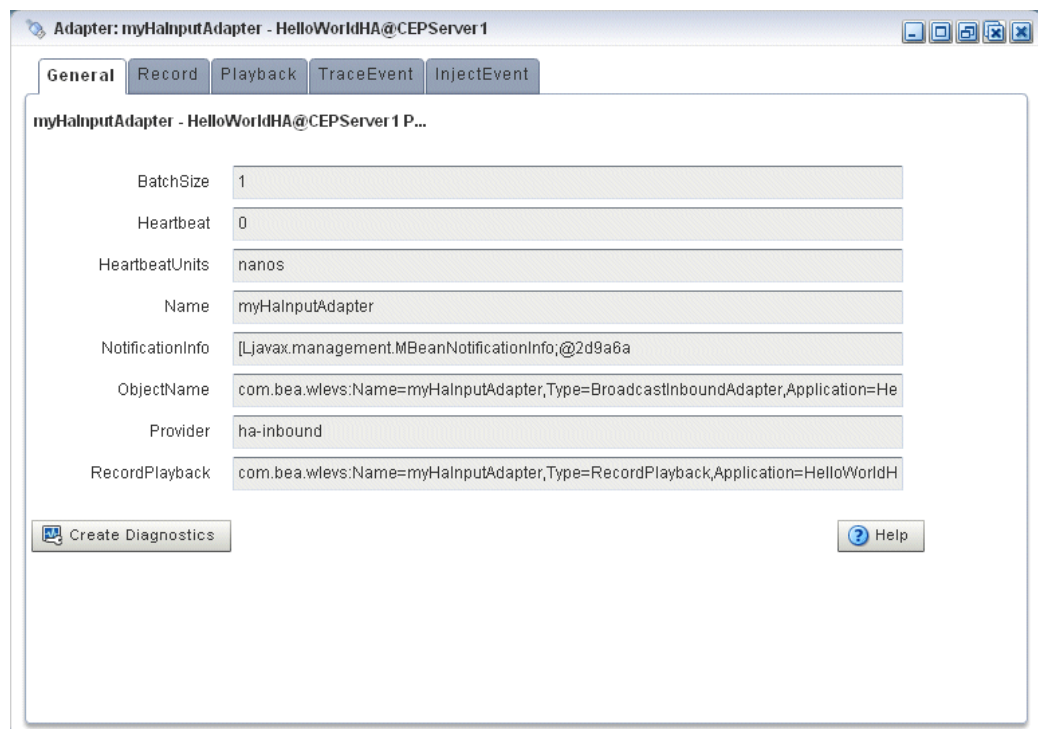 Adapter: myHaInputAdapter - HelloWorldHA@CEPServer1
General Record Playback TraceEvent InjectEvent
myHaInputAdapter - HelloWorldHA@CEPServer1 P...
BatchSize 1
Heartbeat 0
HeartbeatUnits nanos
Name myHaInputAdapter
NotificationInfo [Ljavax.management.MBeanNotificationInfo;@2d9a6a
ObjectName com.bea.wlevs:Name=myHaInputAdapter,Type=BroadcastInboundAdapter,Application=He
Provider ha-inbound
RecordPlayback com.bea.wlevs:Name=myHaInputAdapter,Type=RecordPlayback,Application=HelloWorldH
Create Diagnostics Help